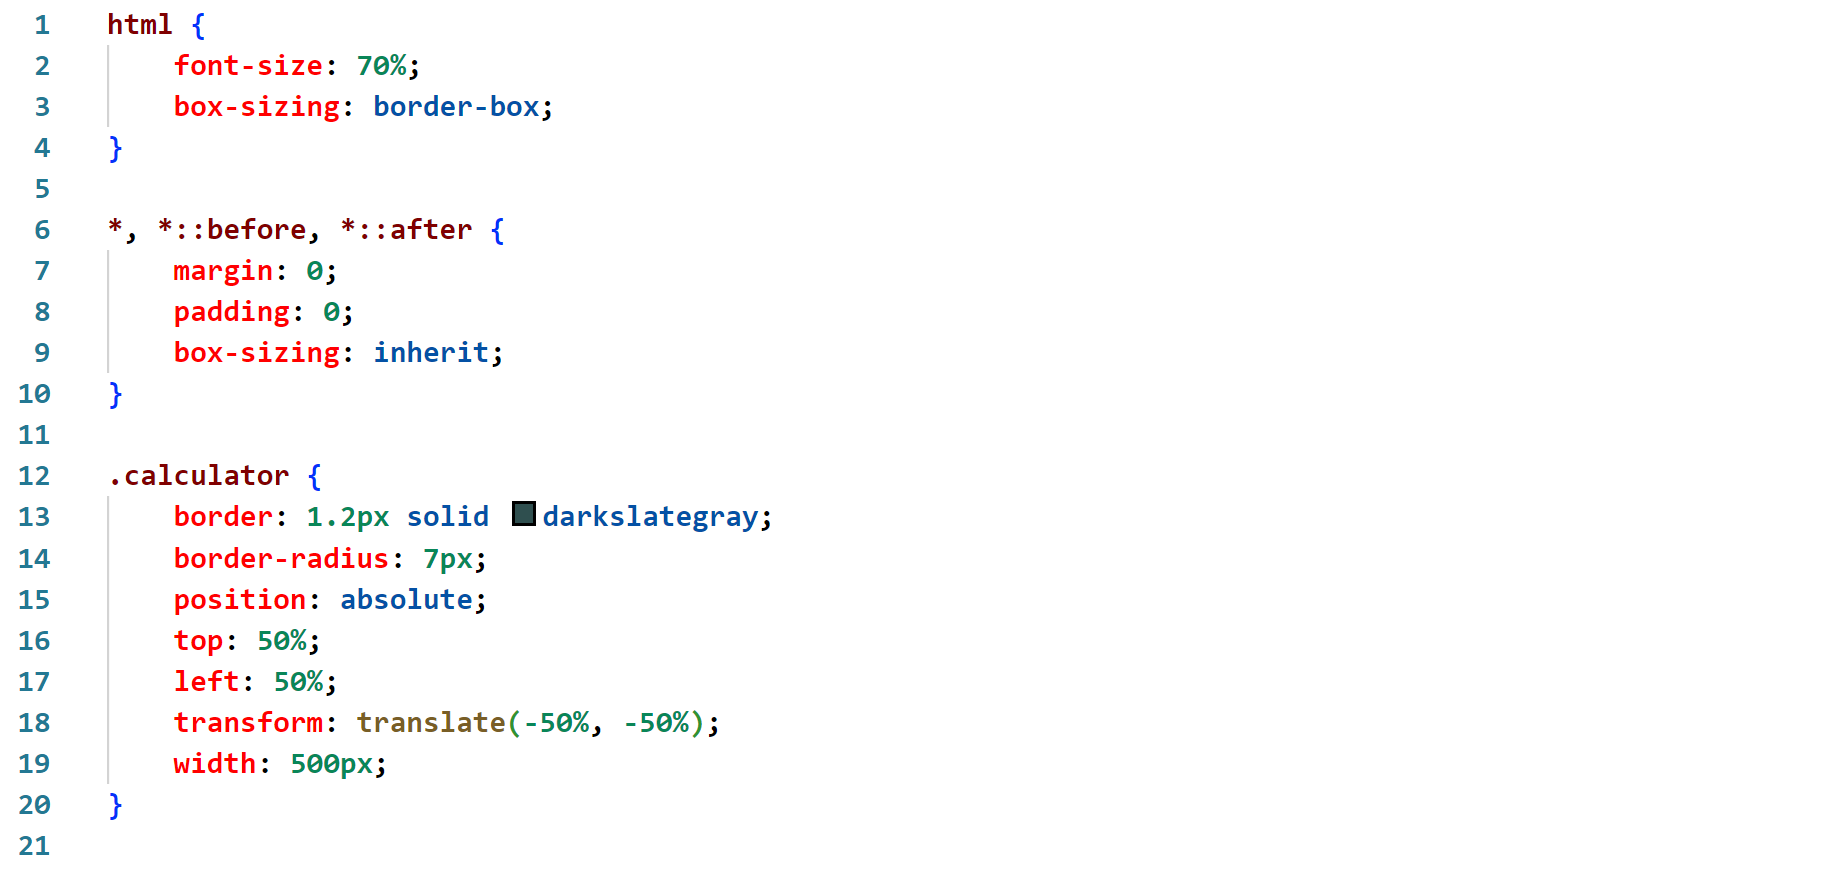 1 html {
2 font-size: 70%;
3 box-sizing: border-box;
4 }
5
6 *, *::before, *::after {
7 margin: 0;
8 padding: 0;
9 box-sizing: inherit;
10 }
11
12 .calculator {
13 border: 1.2px solid darkslategray;
14 border-radius: 7px;
15 position: absolute;
16 top: 50%;
17 left: 50%;
18 transform: translate(-50%, -50%);
19 width: 500px;
20 }
21